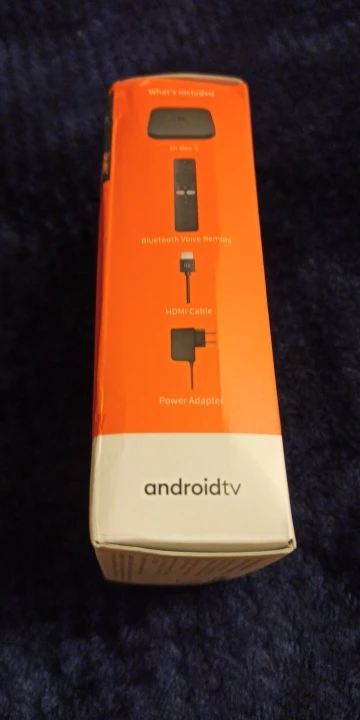 What's Included
Mi Box S
Bluetooth Voice Remote
HDMI Cable
Power Adapter
androidtv